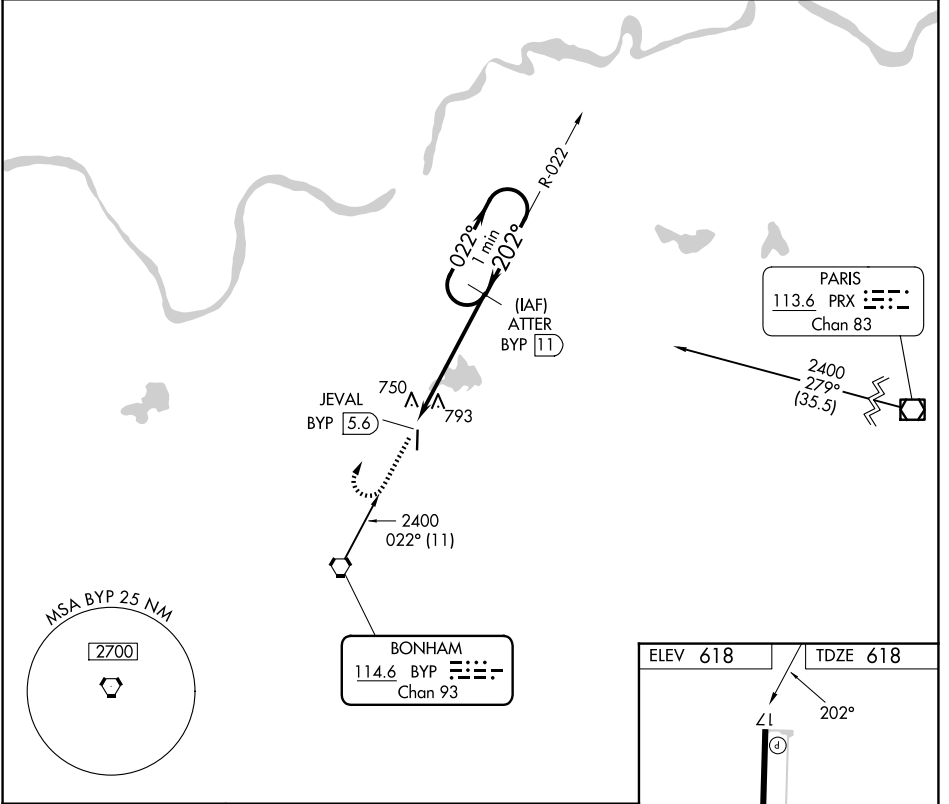 R-022
022°
1 min
202°
(IAF)
ATTER
BYP 11
PARIS
113.6 PRX
Chan 83
2400
279°
(35.5)
750
793
JEVAL
BYP 5.6
2400
022° (11)
MSA BYP 25 NM
2700
BONHAM
114.6 BYP
Chan 93
ELEV 618
TDZE 618
202°
17
P